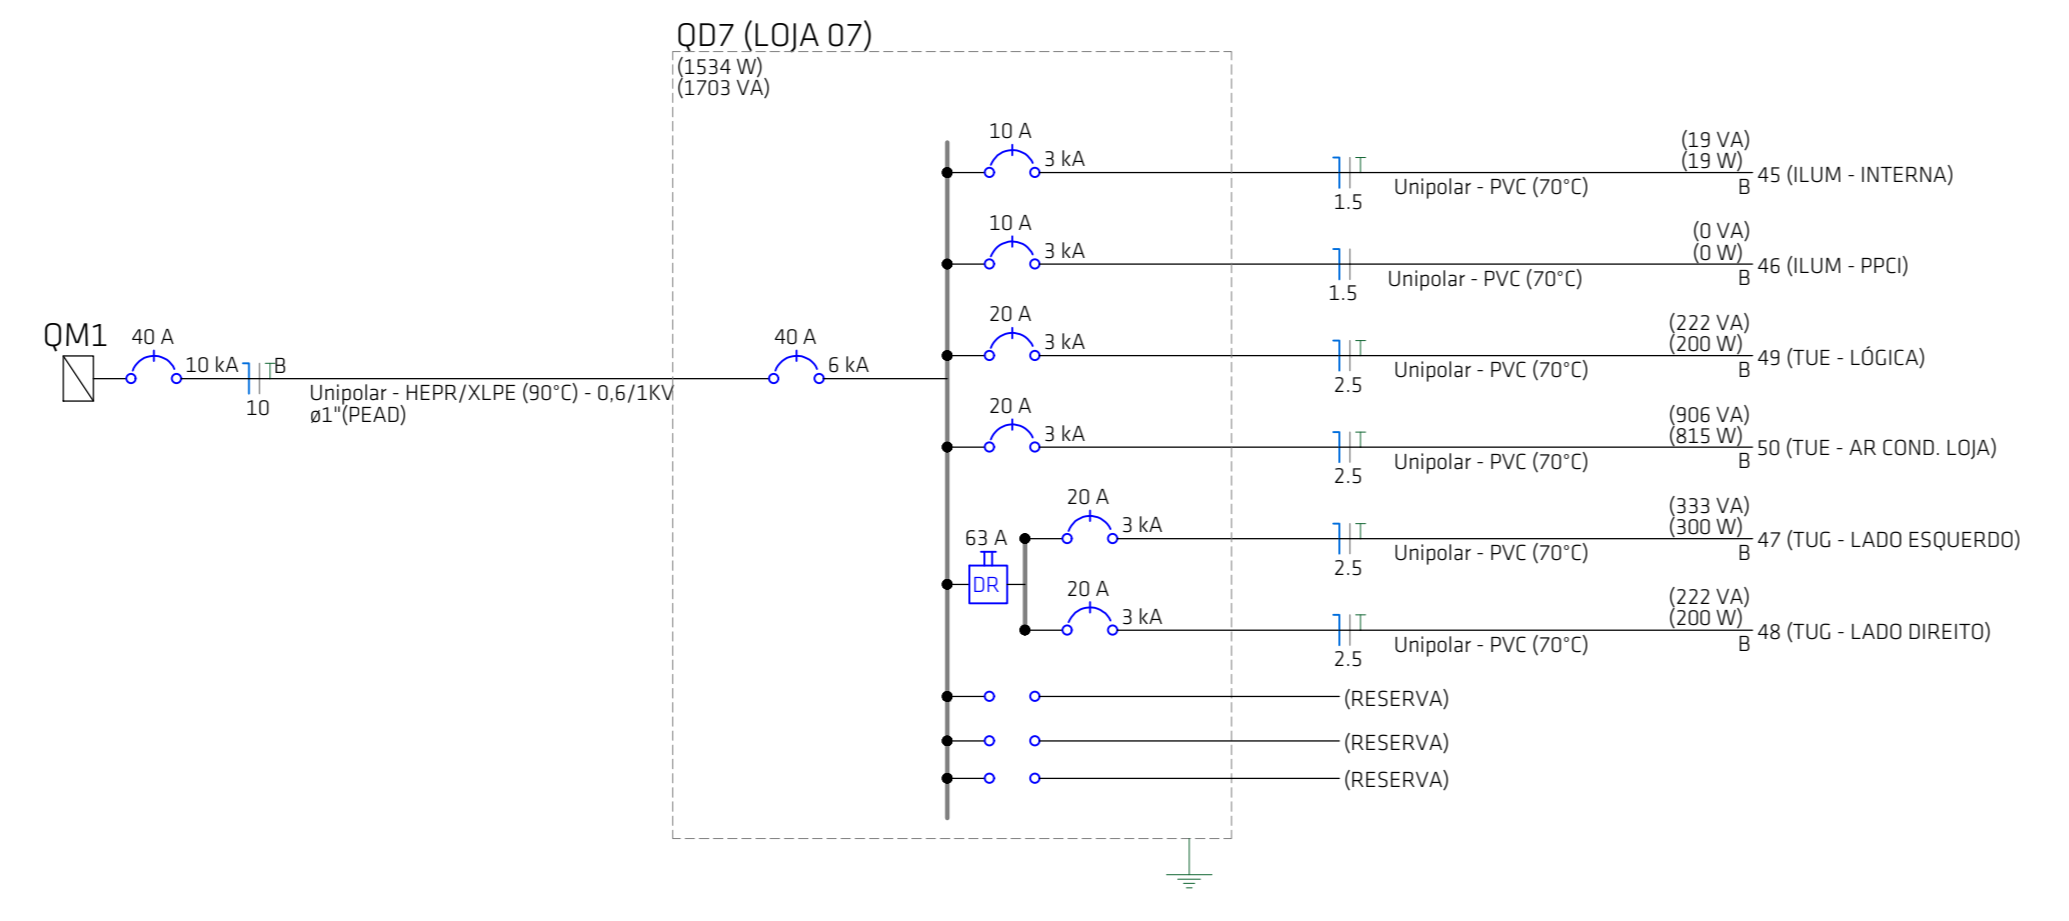 QD7 (LOJA 07)
(1534 W)
(1703 VA)
10 A
3 kA
1.5
T
Unipolar - PVC (70°C)
(19 VA)
(19 W)
B
45 (ILUM - INTERNA)
10 A
3 kA
1.5
Unipolar - PVC (70°C)
(0 VA)
(0 W)
B
46 (ILUM - PPCI)
20 A
3 kA
2.5
T
Unipolar - PVC (70°C)
(222 VA)
(200 W)
B
49 (TUE - LÓGICA)
QM1
40 A
10 kA
T
B
10
Unipolar - HEPR/XLPE (90°C) - 0,6/1KV
ø1"(PEAD)
40 A
6 kA
20 A
3 kA
2.5
T
Unipolar - PVC (70°C)
(906 VA)
(815 W)
B
50 (TUE - AR COND. LOJA)
63 A
DR
20 A
3 kA
2.5
T
Unipolar - PVC (70°C)
(333 VA)
(300 W)
B
47 (TUG - LADO ESQUERDO)
20 A
3 kA
2.5
T
Unipolar - PVC (70°C)
(222 VA)
(200 W)
B
48 (TUG - LADO DIREITO)
(RESERVA)
(RESERVA)
(RESERVA)